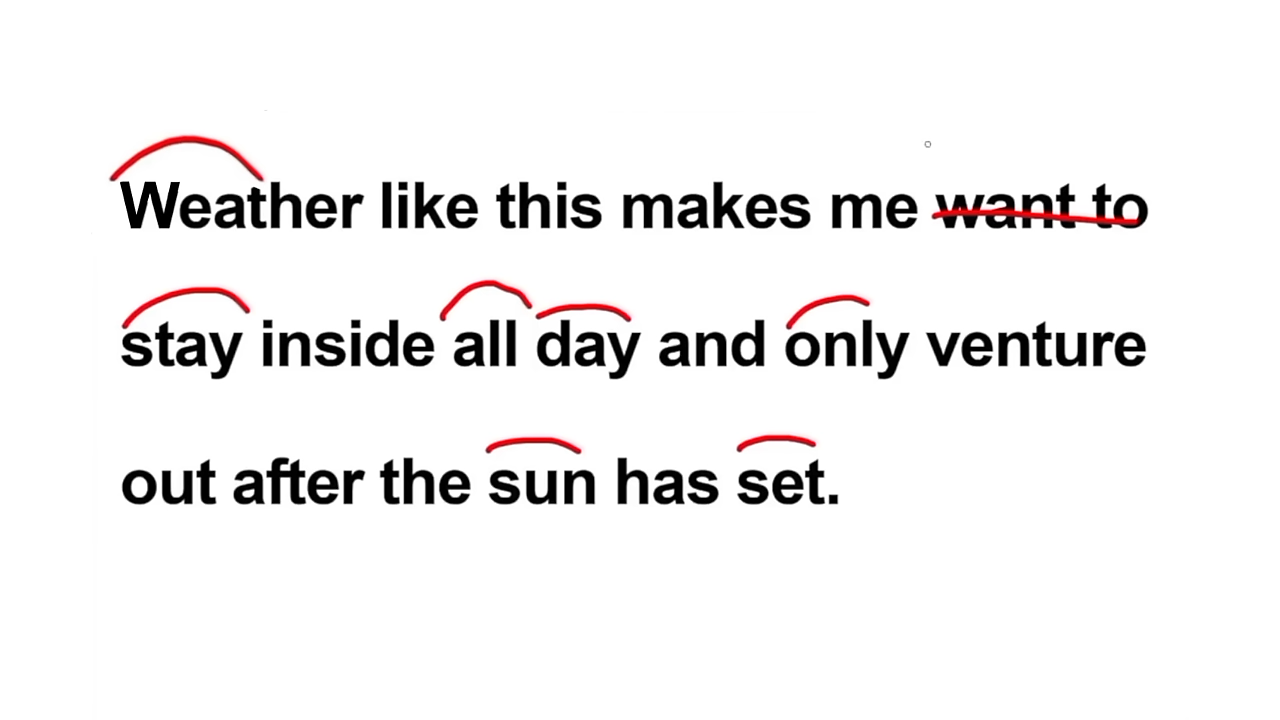 Weather like this makes me want to
stay inside all day and only venture
out after the sun has set.